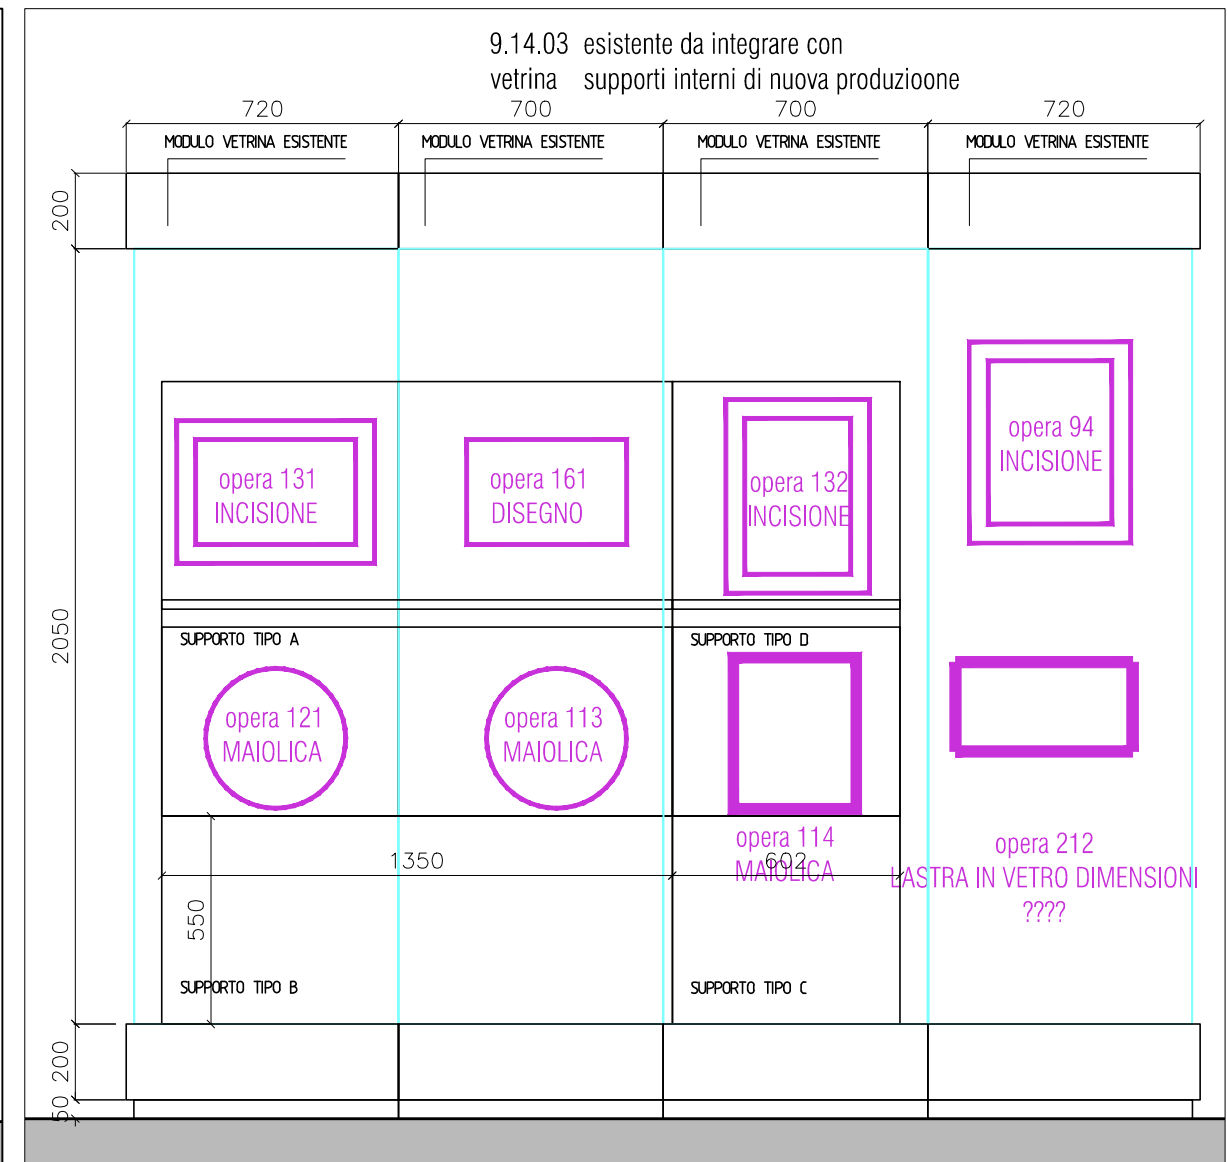 9.14.03 esistente da integrare con
vetrina supporti interni di nuova produzioone
720 700 700 720
MODULO VETRINA ESISTENTE MODULO VETRINA ESISTENTE MODULO VETRINA ESISTENTE MODULO VETRINA ESISTENTE
200
opera 94
INCISIONE
opera 131
INCISIONE
opera 161
DISEGNO
opera 132
INCISIONE
2050
SUPPORTO TIPO A
SUPPORTO TIPO D
opera 121
MAIOLICA
opera 113
MAIOLICA
opera 114
MAIOLICA
opera 212
LASTRA IN VETRO DIMENSIONI
????
1350
602
550
SUPPORTO TIPO B
SUPPORTO TIPO C
200
50